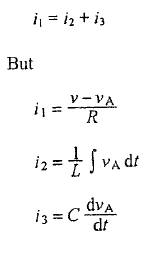 i₁ = i₂ + i₃
But
i₁ = (v − v_A) / R
i₂ = 1/L ∫ v_A dt
i₃ = C dv_A/dt